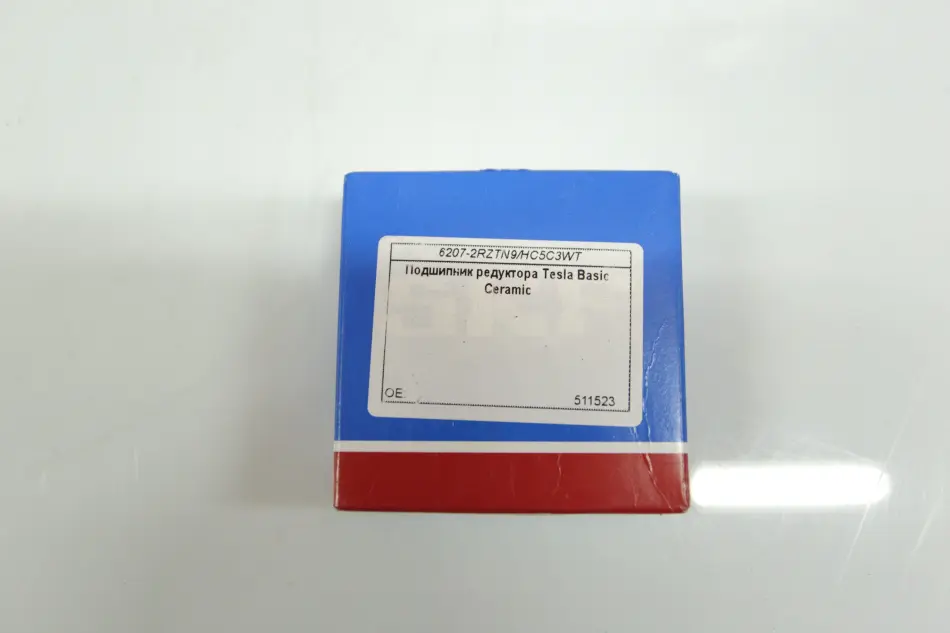 6207-2RZTN9/HC5C3WT
Подшипник редуктора Tesla Basic
Ceramic
OE:
511523